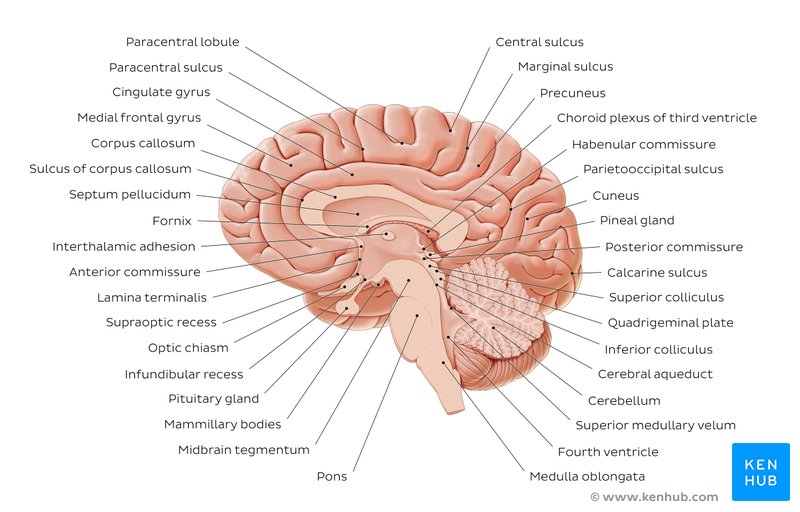 Paracentral lobule
Paracentral sulcus
Cingulate gyrus
Medial frontal gyrus
Corpus callosum
Sulcus of corpus callosum
Septum pellucidum
Fornix
Interthalamic adhesion
Anterior commissure
Lamina terminalis
Supraoptic recess
Optic chiasm
Infundibular recess
Pituitary gland
Mammillary bodies
Midbrain tegmentum
Pons
Central sulcus
Marginal sulcus
Precuneus
Choroid plexus of third ventricle
Habenular commissure
Parietooccipital sulcus
Cuneus
Pineal gland
Posterior commissure
Calcarine sulcus
Superior colliculus
Quadrigeminal plate
Inferior colliculus
Cerebral aqueduct
Cerebellum
Superior medullary velum
Fourth ventricle
Medulla oblongata
KEN
HUB
© www.kenhub.com